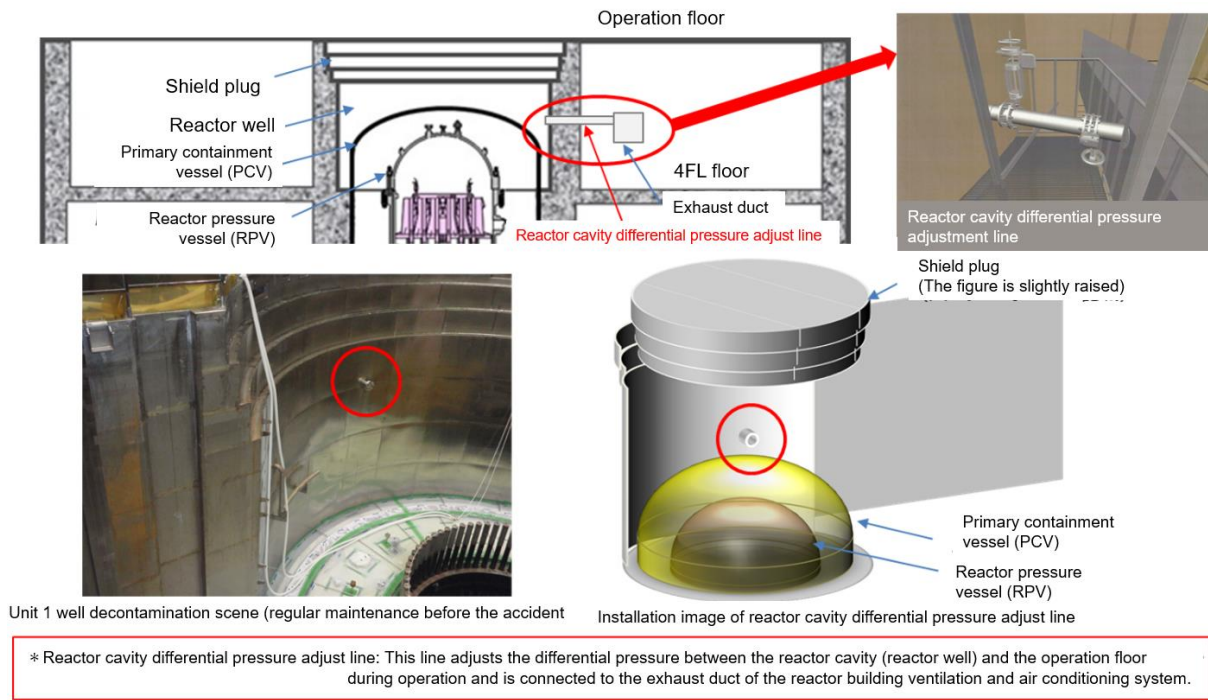 Operation floor
Shield plug
Reactor well
Primary containment
vessel (PCV)
Reactor pressure
vessel (RPV)
4FL floor
Exhaust duct
Reactor cavity differential pressure adjust line
Reactor cavity differential pressure
adjustment line
Shield plug
(The figure is slightly raised)
Primary containment
vessel (PCV)
Reactor pressure
vessel (RPV)
Unit 1 well decontamination scene (regular maintenance before the accident
Installation image of reactor cavity differential pressure adjust line
* Reactor cavity differential pressure adjust line: This line adjusts the differential pressure between the reactor cavity (reactor well) and the operation floor
during operation and is connected to the exhaust duct of the reactor building ventilation and air conditioning system.